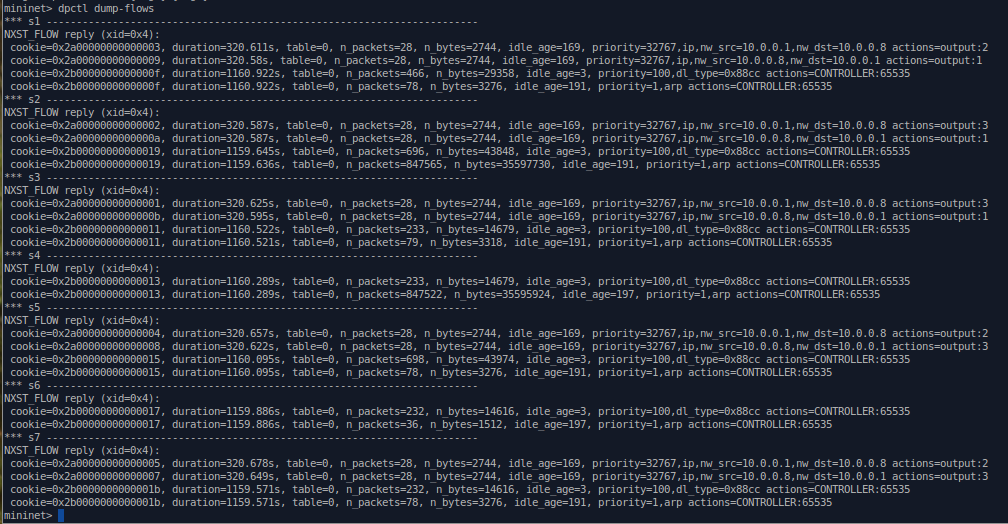 mininet> dpctl dump-flows
*** s1 ------------------------------------------------------------------------
NXST_FLOW reply (xid=0x4):
 cookie=0x2a00000000000003, duration=320.611s, table=0, n_packets=28, n_bytes=2744, idle_age=169, priority=32767,ip,nw_src=10.0.0.1,nw_dst=10.0.0.8 actions=output:2
 cookie=0x2a00000000000009, duration=320.58s, table=0, n_packets=28, n_bytes=2744, idle_age=169, priority=32767,ip,nw_src=10.0.0.8,nw_dst=10.0.0.1 actions=output:1
 cookie=0x2b0000000000000f, duration=1160.922s, table=0, n_packets=466, n_bytes=29358, idle_age=3, priority=100,dl_type=0x88cc actions=CONTROLLER:65535
 cookie=0x2b0000000000000f, duration=1160.922s, table=0, n_packets=78, n_bytes=3276, idle_age=191, priority=1,arp actions=CONTROLLER:65535
*** s2 ------------------------------------------------------------------------
NXST_FLOW reply (xid=0x4):
 cookie=0x2a00000000000002, duration=320.587s, table=0, n_packets=28, n_bytes=2744, idle_age=169, priority=32767,ip,nw_src=10.0.0.1,nw_dst=10.0.0.8 actions=output:3
 cookie=0x2a0000000000000a, duration=320.587s, table=0, n_packets=28, n_bytes=2744, idle_age=169, priority=32767,ip,nw_src=10.0.0.8,nw_dst=10.0.0.1 actions=output:1
 cookie=0x2b00000000000019, duration=1159.645s, table=0, n_packets=696, n_bytes=43848, idle_age=3, priority=100,dl_type=0x88cc actions=CONTROLLER:65535
 cookie=0x2b00000000000019, duration=1159.636s, table=0, n_packets=847565, n_bytes=35597730, idle_age=191, priority=1,arp actions=CONTROLLER:65535
*** s3 ------------------------------------------------------------------------
NXST_FLOW reply (xid=0x4):
 cookie=0x2a00000000000001, duration=320.625s, table=0, n_packets=28, n_bytes=2744, idle_age=169, priority=32767,ip,nw_src=10.0.0.1,nw_dst=10.0.0.8 actions=output:3
 cookie=0x2a0000000000000b, duration=320.595s, table=0, n_packets=28, n_bytes=2744, idle_age=169, priority=32767,ip,nw_src=10.0.0.8,nw_dst=10.0.0.1 actions=output:1
 cookie=0x2b00000000000011, duration=1160.522s, table=0, n_packets=233, n_bytes=14679, idle_age=3, priority=100,dl_type=0x88cc actions=CONTROLLER:65535
 cookie=0x2b00000000000011, duration=1160.521s, table=0, n_packets=79, n_bytes=3318, idle_age=191, priority=1,arp actions=CONTROLLER:65535
*** s4 ------------------------------------------------------------------------
NXST_FLOW reply (xid=0x4):
 cookie=0x2b00000000000013, duration=1160.289s, table=0, n_packets=233, n_bytes=14679, idle_age=3, priority=100,dl_type=0x88cc actions=CONTROLLER:65535
 cookie=0x2b00000000000013, duration=1160.289s, table=0, n_packets=847522, n_bytes=35595924, idle_age=197, priority=1,arp actions=CONTROLLER:65535
*** s5 ------------------------------------------------------------------------
NXST_FLOW reply (xid=0x4):
 cookie=0x2a00000000000004, duration=320.657s, table=0, n_packets=28, n_bytes=2744, idle_age=169, priority=32767,ip,nw_src=10.0.0.1,nw_dst=10.0.0.8 actions=output:2
 cookie=0x2a00000000000008, duration=320.622s, table=0, n_packets=28, n_bytes=2744, idle_age=169, priority=32767,ip,nw_src=10.0.0.8,nw_dst=10.0.0.1 actions=output:3
 cookie=0x2b00000000000015, duration=1160.095s, table=0, n_packets=698, n_bytes=43974, idle_age=3, priority=100,dl_type=0x88cc actions=CONTROLLER:65535
 cookie=0x2b00000000000015, duration=1160.095s, table=0, n_packets=78, n_bytes=3276, idle_age=191, priority=1,arp actions=CONTROLLER:65535
*** s6 ------------------------------------------------------------------------
NXST_FLOW reply (xid=0x4):
 cookie=0x2b00000000000017, duration=1159.886s, table=0, n_packets=232, n_bytes=14616, idle_age=3, priority=100,dl_type=0x88cc actions=CONTROLLER:65535
 cookie=0x2b00000000000017, duration=1159.886s, table=0, n_packets=36, n_bytes=1512, idle_age=197, priority=1,arp actions=CONTROLLER:65535
*** s7 ------------------------------------------------------------------------
NXST_FLOW reply (xid=0x4):
 cookie=0x2a00000000000005, duration=320.678s, table=0, n_packets=28, n_bytes=2744, idle_age=169, priority=32767,ip,nw_src=10.0.0.1,nw_dst=10.0.0.8 actions=output:2
 cookie=0x2a00000000000007, duration=320.649s, table=0, n_packets=28, n_bytes=2744, idle_age=169, priority=32767,ip,nw_src=10.0.0.8,nw_dst=10.0.0.1 actions=output:3
 cookie=0x2b0000000000001b, duration=1159.571s, table=0, n_packets=232, n_bytes=14616, idle_age=3, priority=100,dl_type=0x88cc actions=CONTROLLER:65535
 cookie=0x2b0000000000001b, duration=1159.571s, table=0, n_packets=78, n_bytes=3276, idle_age=191, priority=1,arp actions=CONTROLLER:65535
mininet>